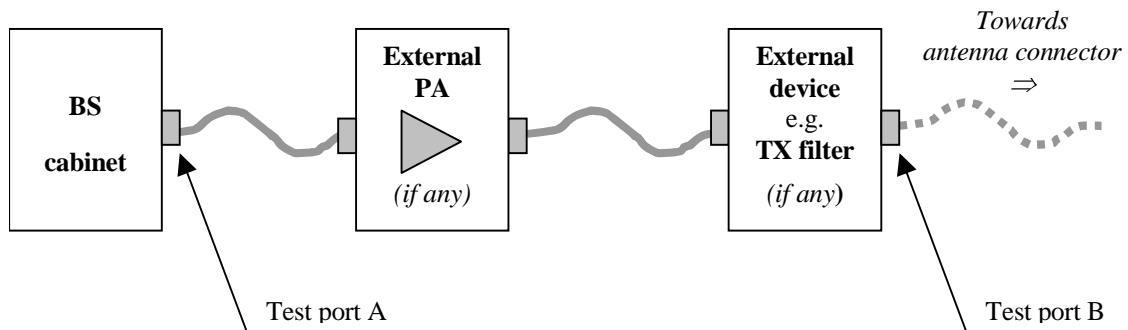 BS
cabinet
External
PA
(if any)
External
device
e.g.
TX filter
(if any)
Towards
antenna connector
⇒
Test port A
Test port B